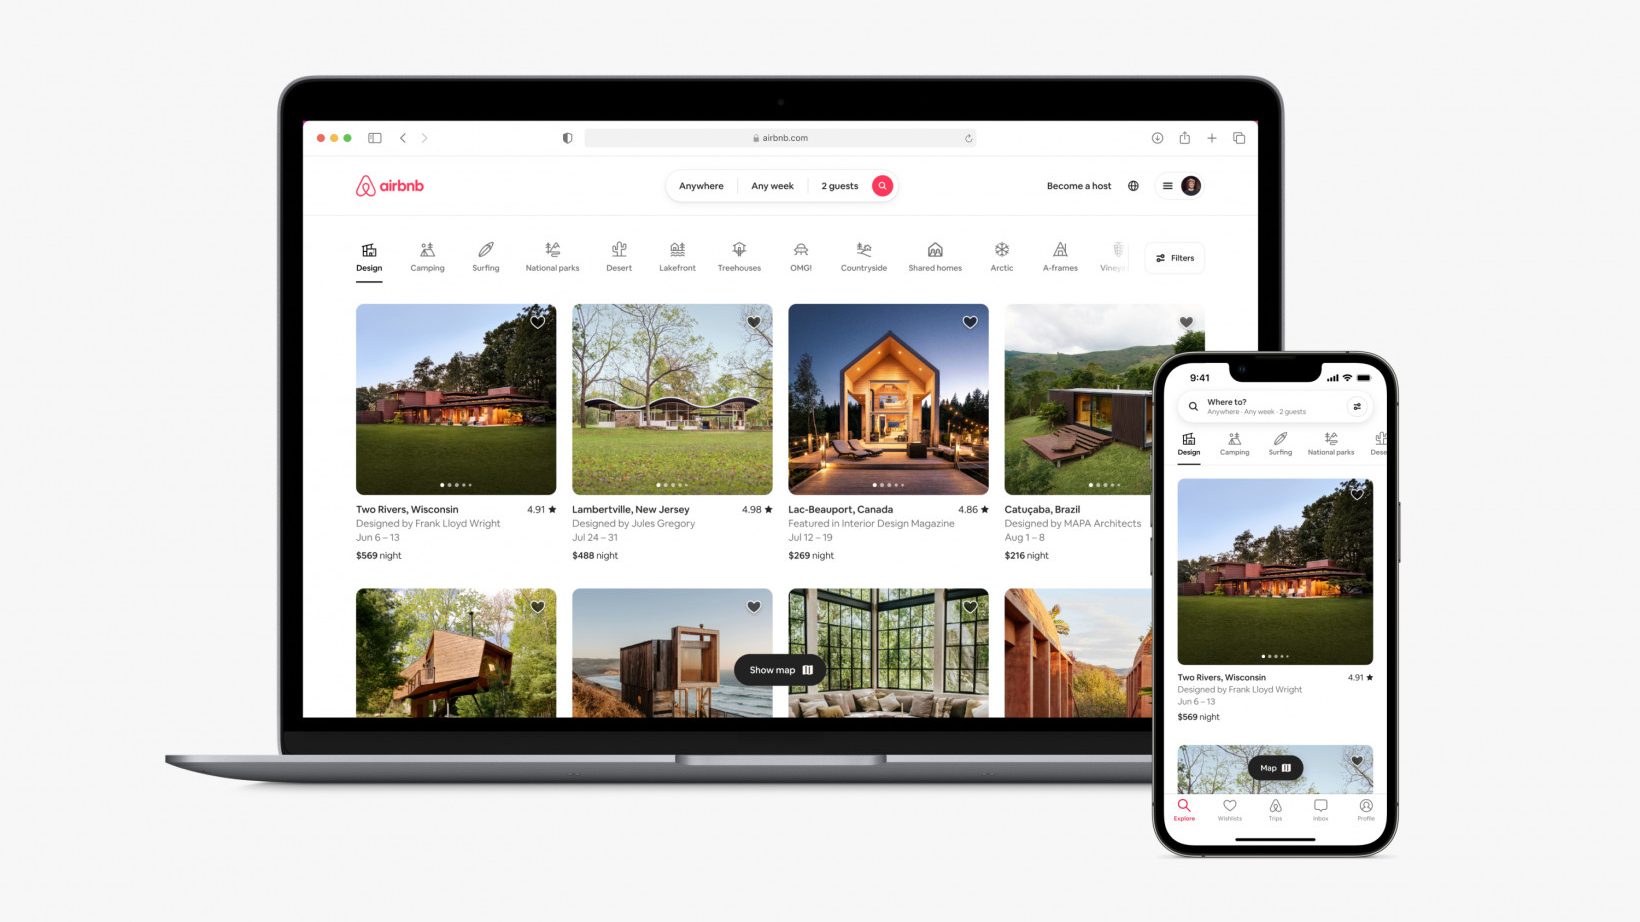 airbnb.com
airbnb
Anywhere Any week 2 guests
Become a host
Design Camping Surfing National parks Desert Lakefront Treehouses OMG! Countryside Shared homes Arctic A-frames
Filters
Two Rivers, Wisconsin 4.91 ★
Designed by Frank Lloyd Wright
Jun 6 – 13
$569 night
Lambertville, New Jersey 4.98 ★
Designed by Jules Gregory
Jul 24 – 31
$488 night
Lac-Beauport, Canada 4.86 ★
Featured in Interior Design Magazine
Jul 12 – 19
$269 night
Catuçaba, Brazil
Designed by MAPA Architects
Aug 1 – 8
$216 night
Show map
9:41
Where to?
Anywhere · Any week · 2 guests
Design Camping Surfing National parks
Two Rivers, Wisconsin 4.91 ★
Designed by Frank Lloyd Wright
Jun 6 – 13
$569 night
Map
Explore Wishlists Trips Inbox Profile